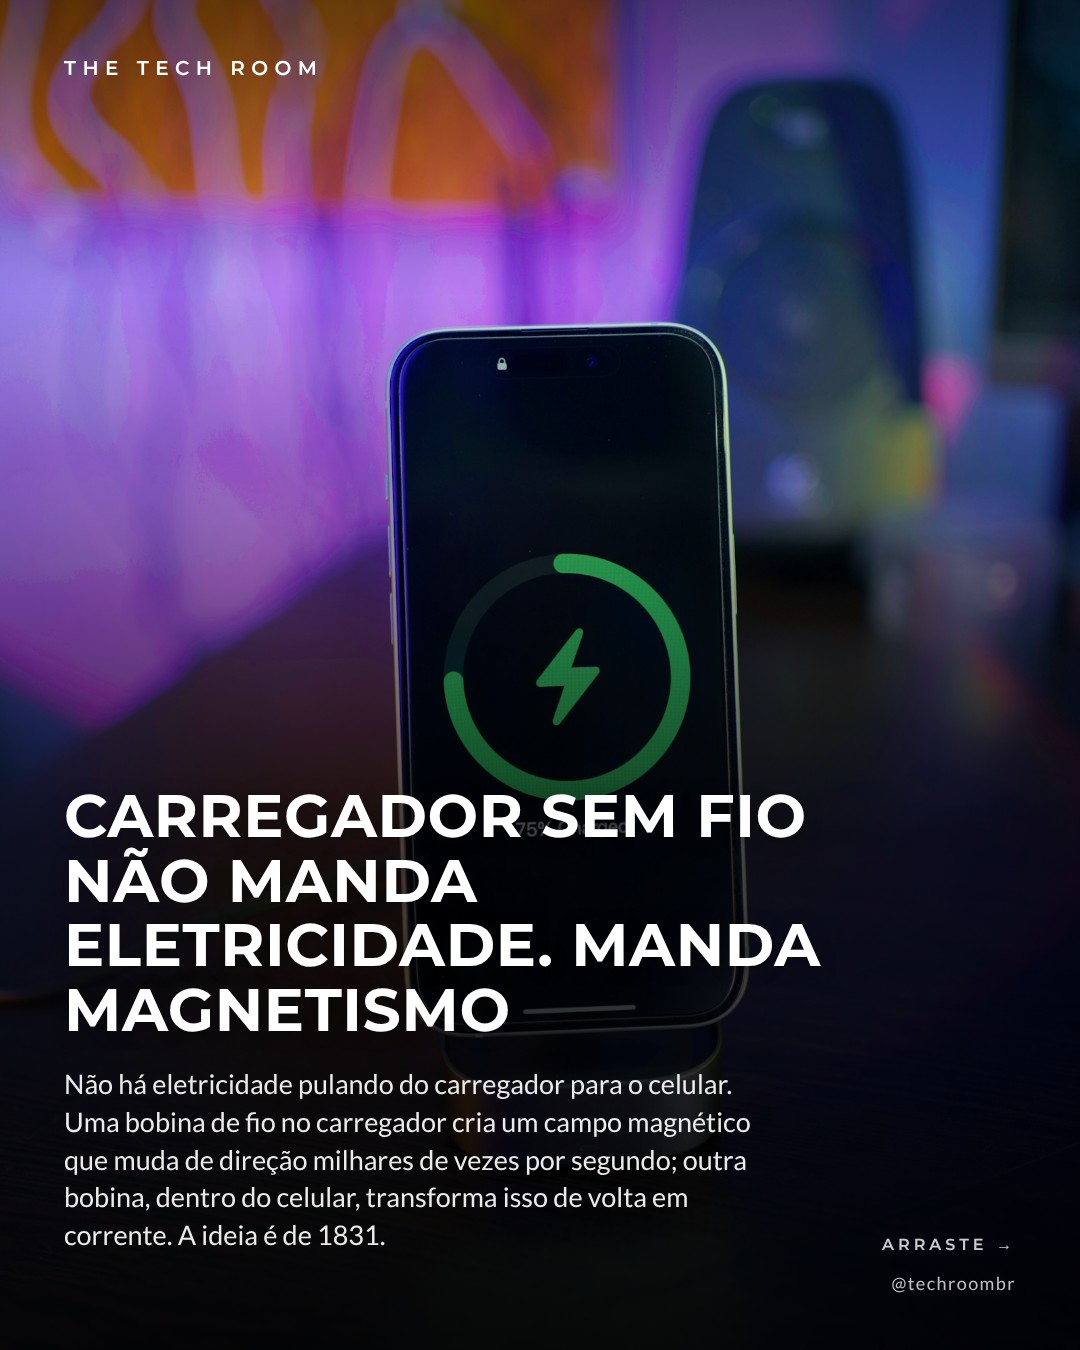 THE TECH ROOM
CARREGADOR SEM FIO
NÃO MANDA
ELETRICIDADE. MANDA
MAGNETISMO
Não há eletricidade pulando do carregador para o celular.
Uma bobina de fio no carregador cria um campo magnético
que muda de direção milhares de vezes por segundo; outra
bobina, dentro do celular, transforma isso de volta em
corrente. A ideia é de 1831.
ARRASTE →
@techroombr